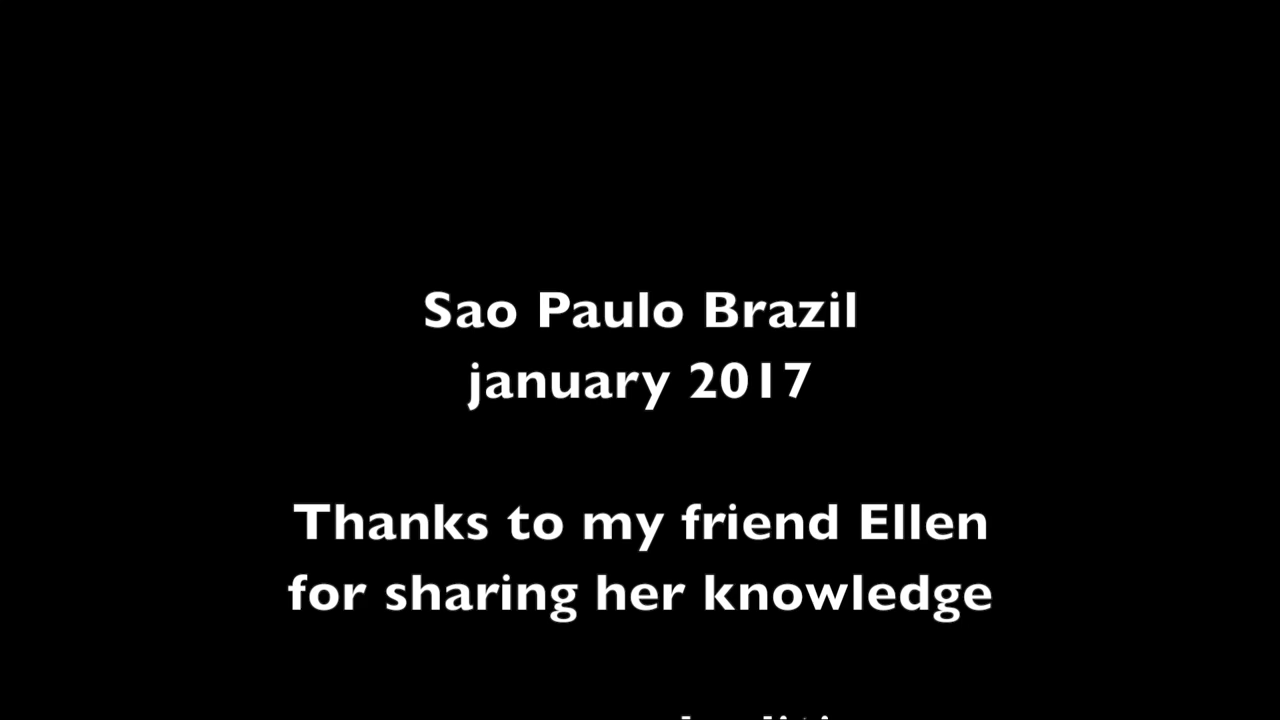 Sao Paulo Brazil
january 2017
Thanks to my friend Ellen
for sharing her knowledge